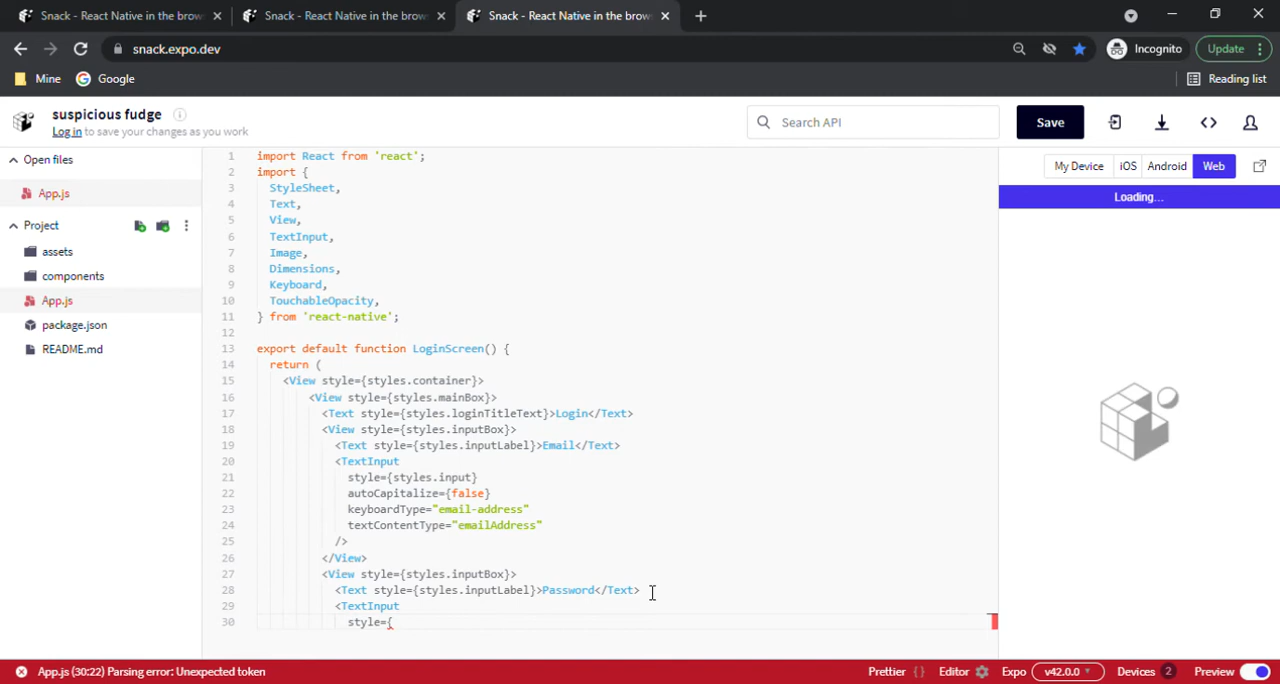 Snack - React Native in the brow
Snack - React Native in the brow
Snack - React Native in the brow
snack.expo.dev
Incognito
Update
Mine
Google
Reading list
suspicious fudge
Log in to save your changes as you work
Search API
Save
Open files
App.js
Project
assets
components
App.js
package.json
README.md
1 import React from 'react';
2 import {
3 StyleSheet,
4 Text,
5 View,
6 TextInput,
7 Image,
8 Dimensions,
9 Keyboard,
10 TouchableOpacity,
11 } from 'react-native';
12
13 export default function LoginScreen() {
14 return (
15 <View style={styles.container}>
16 <View style={styles.mainBox}>
17 <Text style={styles.loginTitleText}>Login</Text>
18 <View style={styles.inputBox}>
19 <Text style={styles.inputLabel}>Email</Text>
20 <TextInput
21 style={styles.input}
22 autoCapitalize={false}
23 keyboardType="email-address"
24 textContentType="emailAddress"
25 />
26 </View>
27 <View style={styles.inputBox}>
28 <Text style={styles.inputLabel}>Password</Text>
29 <TextInput
30 style={
My Device
iOS
Android
Web
Loading...
App.js (30:22) Parsing error: Unexpected token
Prettier { }
Editor
Expo
v42.0.0
Devices 2
Preview